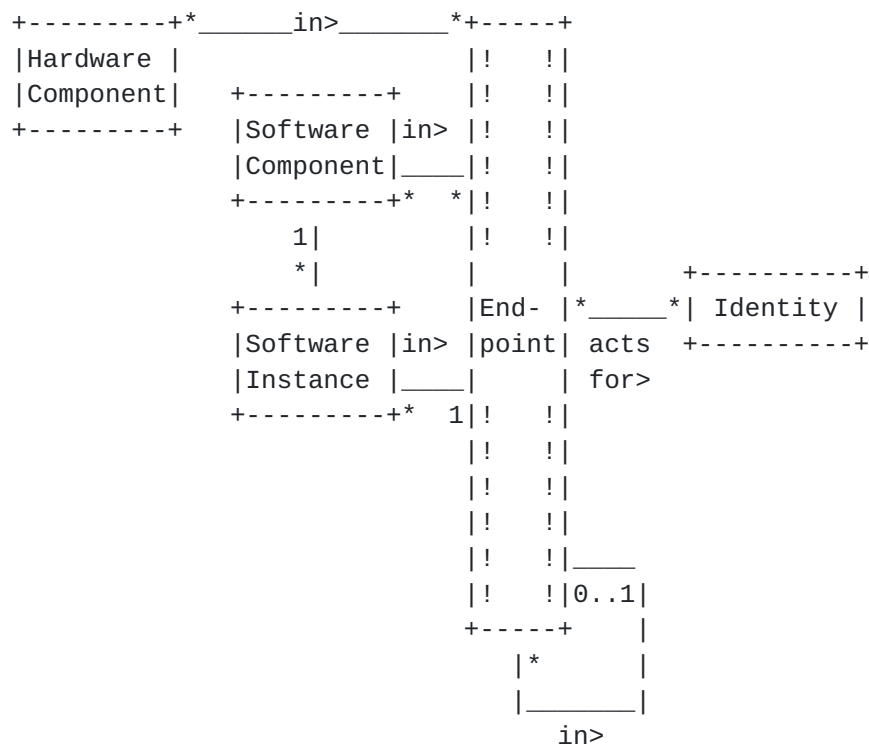 +---------+*______in>_______*+-----+
|Hardware |                  |!   !|
|Component|   +---------+    |!   !|
+---------+   |Software |in> |!   !|
              |Component|____|!   !|
              +---------+*  *|!   !|
                  1|         |!   !|
                  *|         |     |       +----------+
              +---------+    |End- |*_____*| Identity |
              |Software |in> |point| acts  +----------+
              |Instance |____|     | for>
              +---------+*  1|!   !|
                             |!   !|
                             |!   !|
                             |!   !|
                             |!   !|____
                             |!   !|0..1|
                             +-----+    |
                                |*      |
                                |_______|
                                   in>